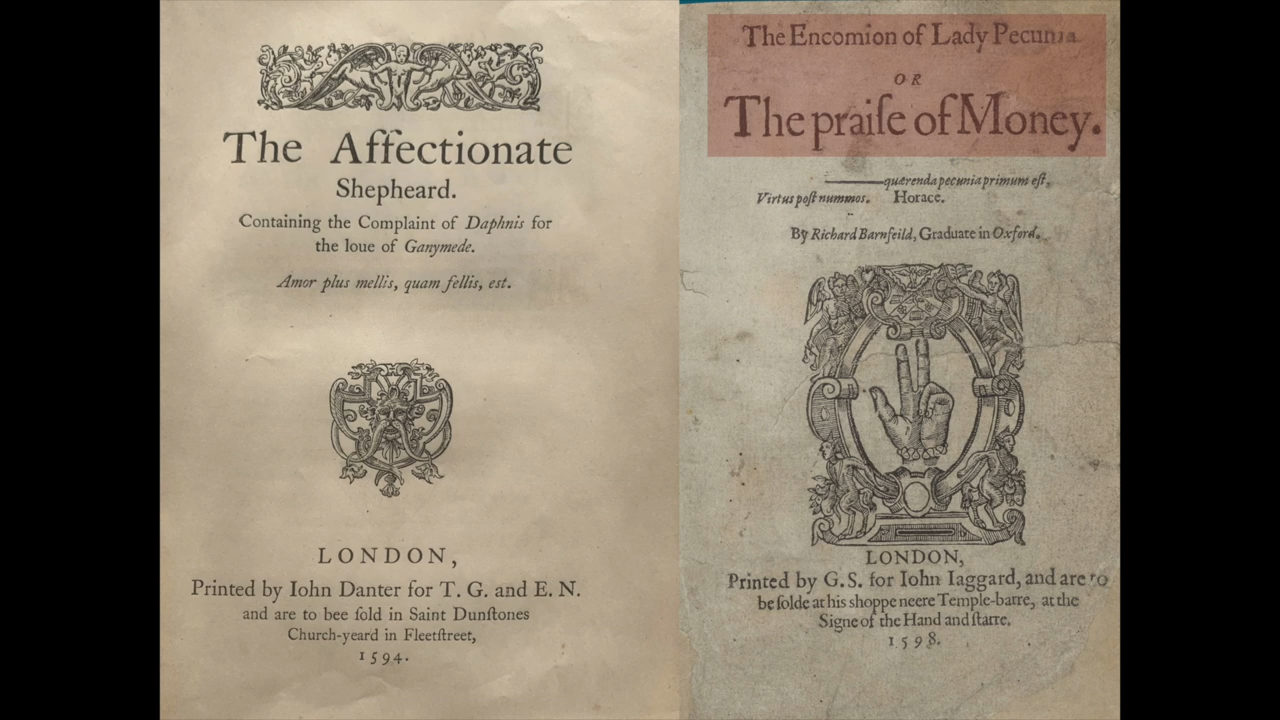 The Affectionate
Shepheard.
Containing the Complaint of Daphnis for
the loue of Ganymede.
Amor plus mellis, quam fellis, est.
LONDON,
Printed by Iohn Danter for T. G. and E. N.
and are to bee ſold in Saint Dunſtones
Church-yeard in Fleetſtreet,
1594.
The Encomion of Lady Pecunia
OR
The praiſe of Money.
quærenda pecunia primum eſt,
Virtus poſt nummos. Horace.
By Richard Barnfeild, Graduate in Oxford.
LONDON,
Printed by G. S. for Iohn Iaggard, and are to
be ſolde at his shoppe neere Temple-barre, at the
Signe of the Hand and ſtarre.
1598.